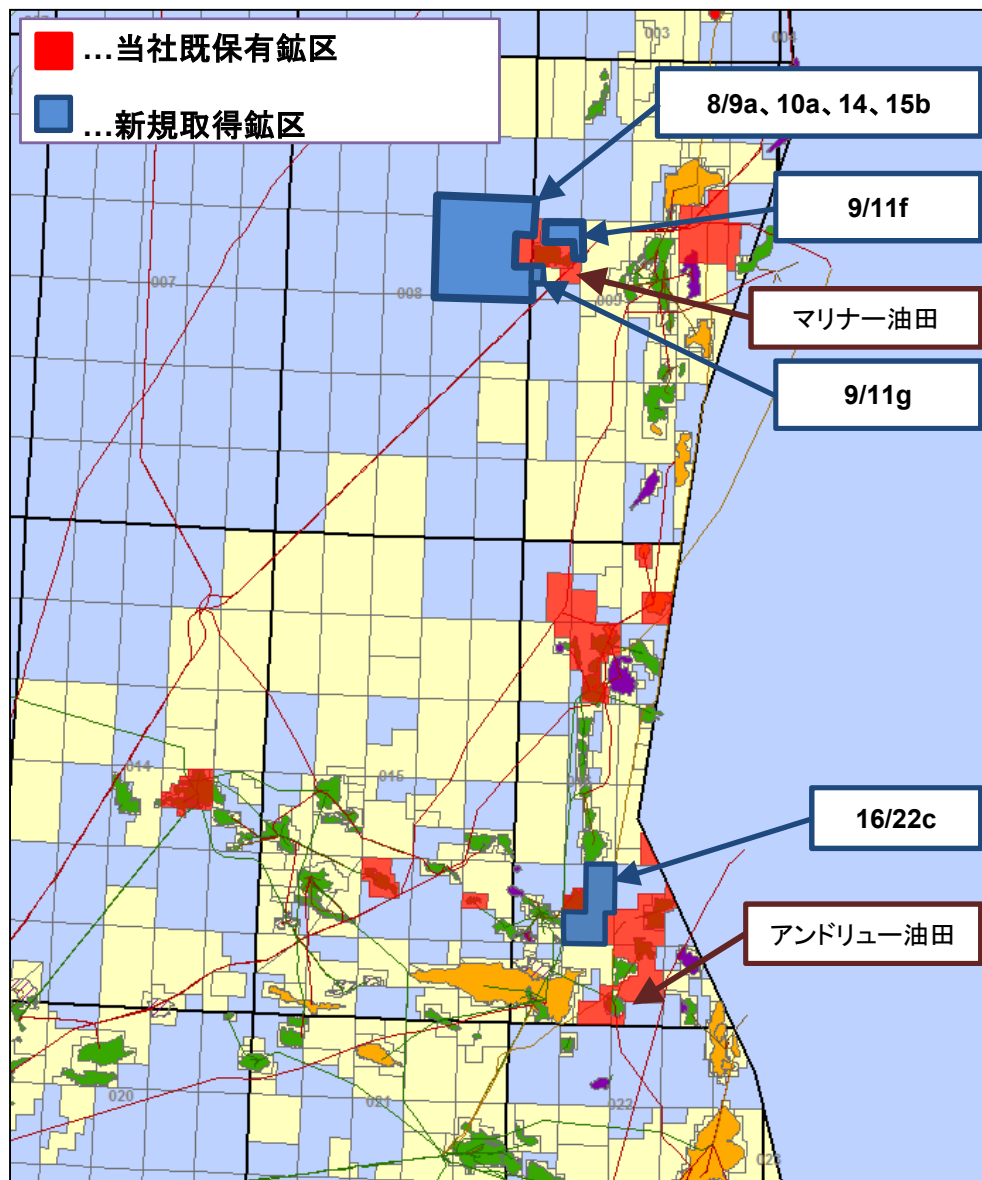 ...当社既保有鉱区
...新規取得鉱区
003
004
8/9a、10a、14、15b
9/11f
007
008
009
マリナー油田
9/11g
014
015
16/22c
アンドリュー油田
020
021
022
023